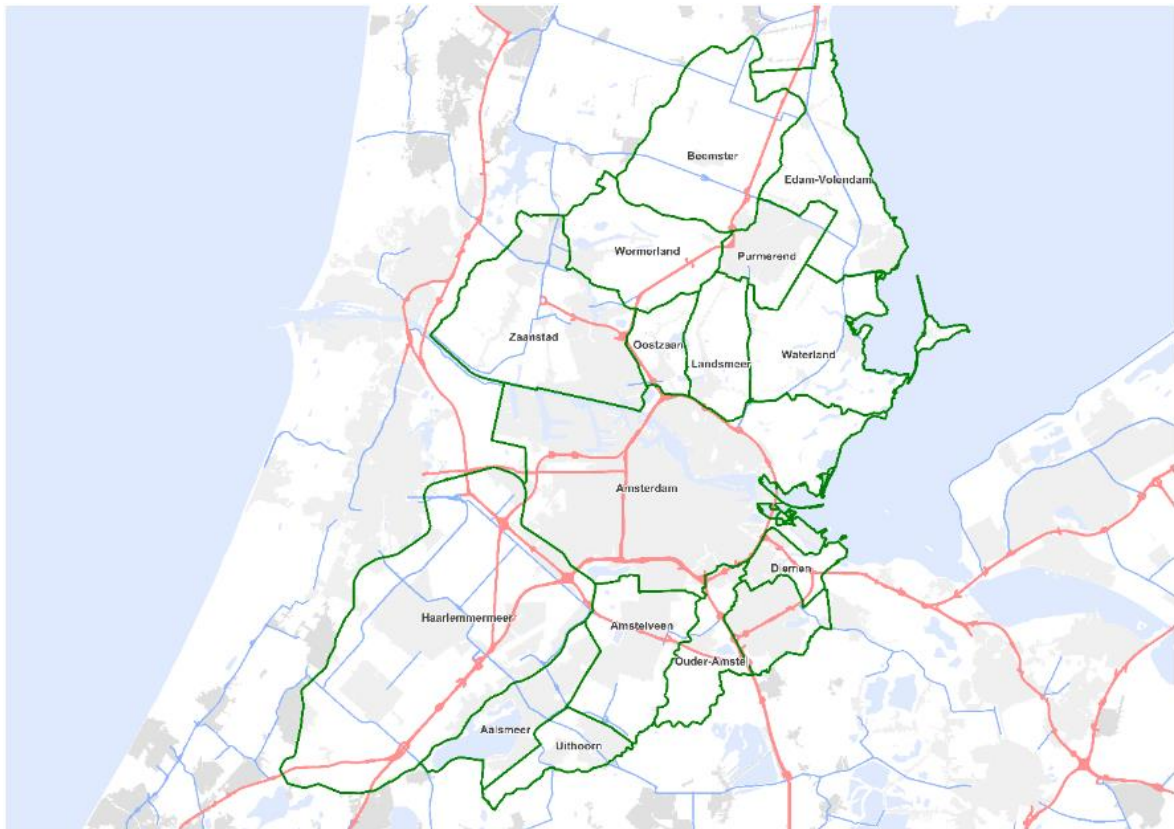 Beemster
Edam-Volendam
Wormerland
Purmerend
Zaanstad
Oostzaan
Landsmeer
Waterland
Amsterdam
Diemen
Haarlemmermeer
Amstelveen
Ouder-Amstel
Aalsmeer
Uithoorn